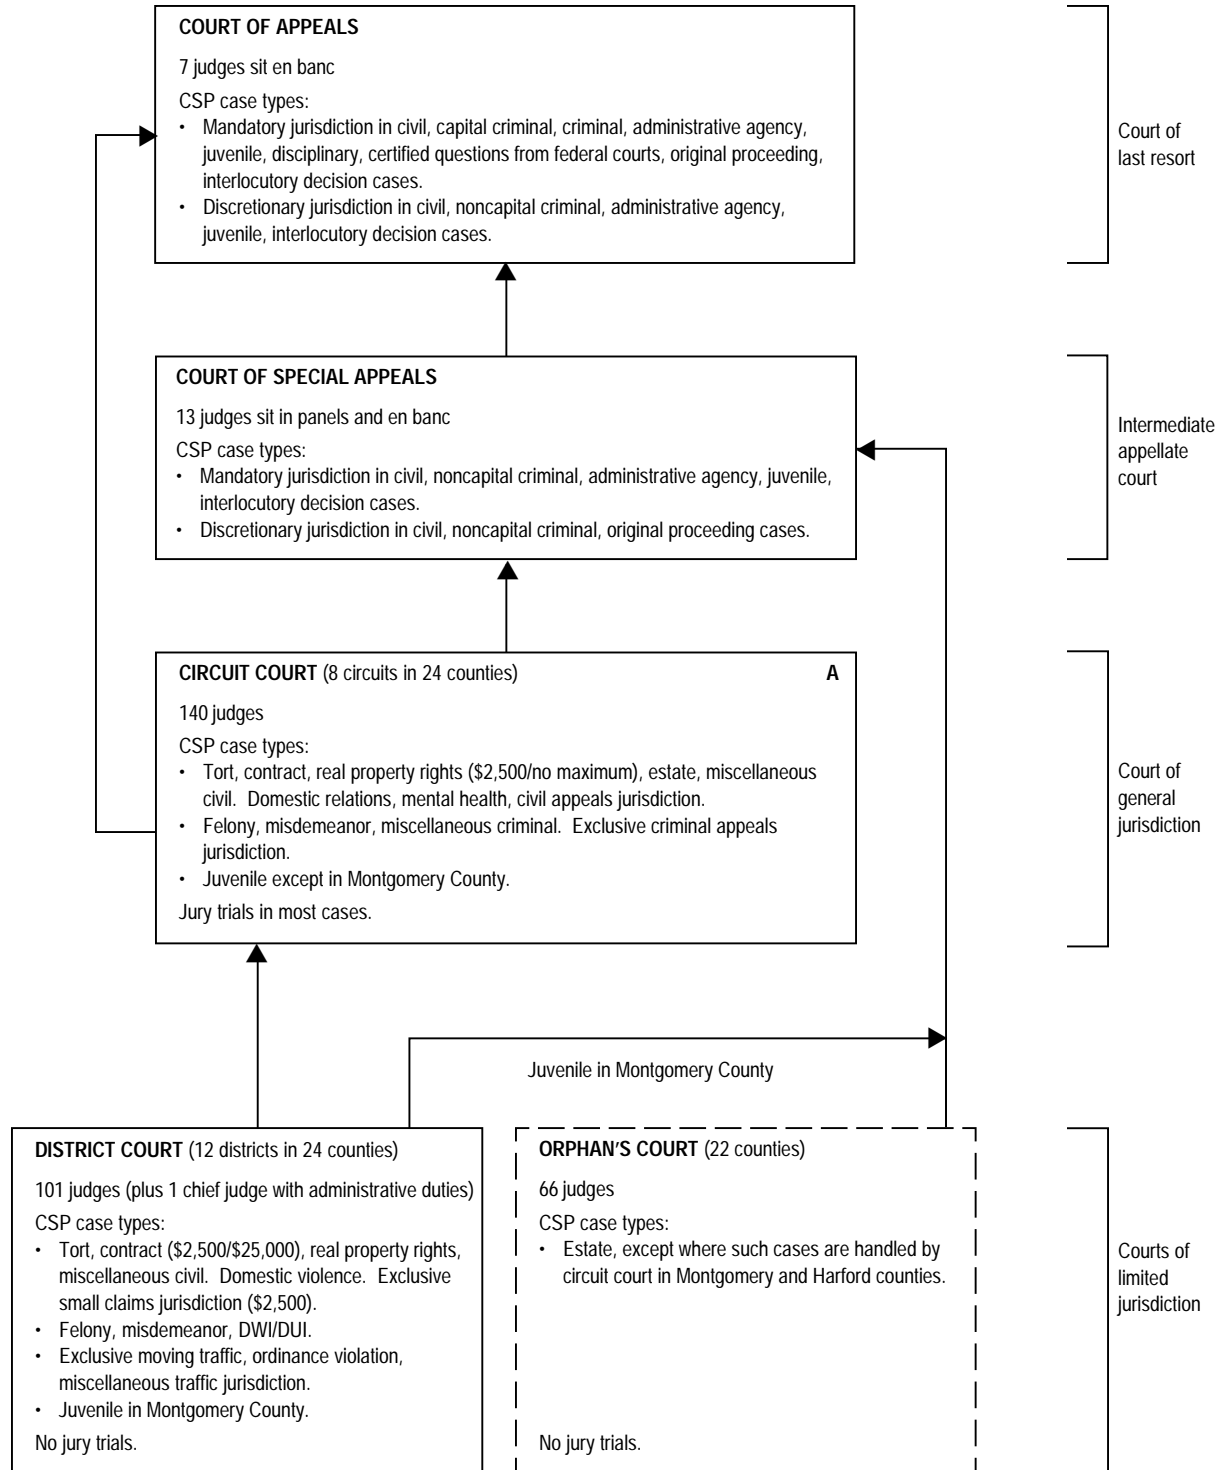 COURT OF APPEALS
7 judges sit en banc
CSP case types:
• Mandatory jurisdiction in civil, capital criminal, criminal, administrative agency,
juvenile, disciplinary, certified questions from federal courts, original proceeding,
interlocutory decision cases.
• Discretionary jurisdiction in civil, noncapital criminal, administrative agency,
juvenile, interlocutory decision cases.
Court of
last resort
COURT OF SPECIAL APPEALS
13 judges sit in panels and en banc
CSP case types:
• Mandatory jurisdiction in civil, noncapital criminal, administrative agency, juvenile,
interlocutory decision cases.
• Discretionary jurisdiction in civil, noncapital criminal, original proceeding cases.
Intermediate
appellate
court
CIRCUIT COURT (8 circuits in 24 counties) A
140 judges
CSP case types:
• Tort, contract, real property rights ($2,500/no maximum), estate, miscellaneous
civil. Domestic relations, mental health, civil appeals jurisdiction.
• Felony, misdemeanor, miscellaneous criminal. Exclusive criminal appeals
jurisdiction.
• Juvenile except in Montgomery County.
Jury trials in most cases.
Court of
general
jurisdiction
Juvenile in Montgomery County
DISTRICT COURT (12 districts in 24 counties)
101 judges (plus 1 chief judge with administrative duties)
CSP case types:
• Tort, contract ($2,500/$25,000), real property rights,
miscellaneous civil. Domestic violence. Exclusive
small claims jurisdiction ($2,500).
• Felony, misdemeanor, DWI/DUI.
• Exclusive moving traffic, ordinance violation,
miscellaneous traffic jurisdiction.
• Juvenile in Montgomery County.
No jury trials.
ORPHAN'S COURT (22 counties)
66 judges
CSP case types:
• Estate, except where such cases are handled by
circuit court in Montgomery and Harford counties.
No jury trials.
Courts of
limited
jurisdiction